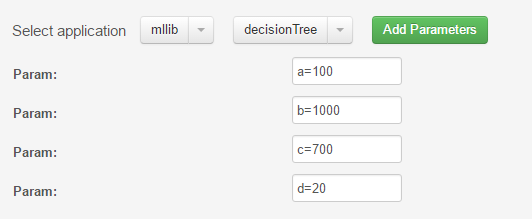 Select application mllib decisionTree Add Parameters
Param: a=100
Param: b=1000
Param: c=700
Param: d=20